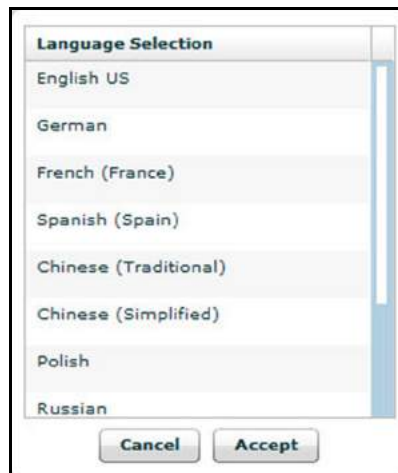 Language Selection
English US
German
French (France)
Spanish (Spain)
Chinese (Traditional)
Chinese (Simplified)
Polish
Russian
Cancel Accept